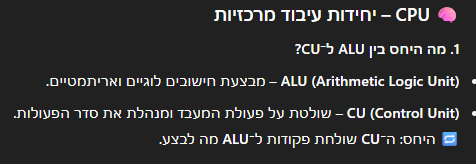 🧠 CPU – יחידות עיבוד מרכזיות
1. מה היחס בין ALU ל־CU?
• ALU (Arithmetic Logic Unit) – מבצעת חישובים לוגיים ואריתמטיים.
• CU (Control Unit) – שולטת על פעולת המעבד ומנהלת את סדר הפעולות.
🔁 היחס: ה־CU שולחת פקודות ל־ALU מה לבצע.